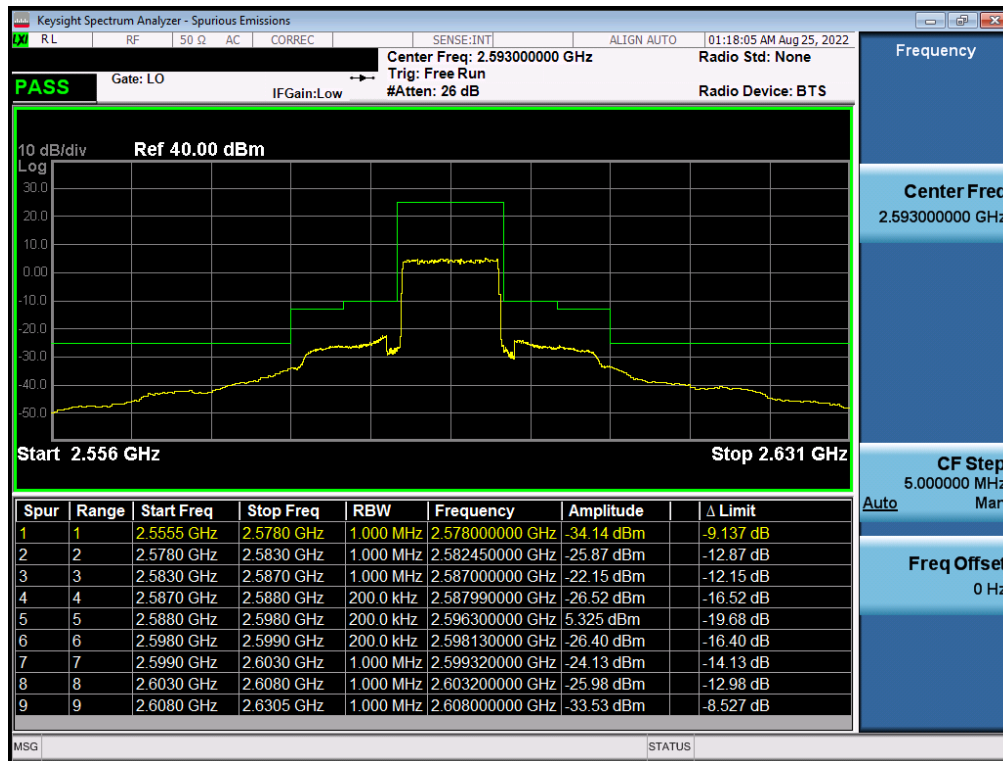 Keysight Spectrum Analyzer - Spurious Emissions
LXI RL RF 50 Ω AC CORREC SENSE:INT ALIGN AUTO 01:18:05 AM Aug 25, 2022
Center Freq: 2.593000000 GHz Radio Std: None
Gate: LO Trig: Free Run
PASS IFGain:Low #Atten: 26 dB Radio Device: BTS
10 dB/div Ref 40.00 dBm
Log
30.0
20.0
10.0
0.00
-10.0
-20.0
-30.0
-40.0
-50.0
Start 2.556 GHz Stop 2.631 GHz
Spur Range Start Freq Stop Freq RBW Frequency Amplitude Δ Limit
1 1 2.5555 GHz 2.5780 GHz 1.000 MHz 2.578000000 GHz -34.14 dBm -9.137 dB
2 2 2.5780 GHz 2.5830 GHz 1.000 MHz 2.582450000 GHz -25.87 dBm -12.87 dB
3 3 2.5830 GHz 2.5870 GHz 1.000 MHz 2.587000000 GHz -22.15 dBm -12.15 dB
4 4 2.5870 GHz 2.5880 GHz 200.0 kHz 2.587990000 GHz -26.52 dBm -16.52 dB
5 5 2.5880 GHz 2.5980 GHz 200.0 kHz 2.596300000 GHz 5.325 dBm -19.68 dB
6 6 2.5980 GHz 2.5990 GHz 200.0 kHz 2.598130000 GHz -26.40 dBm -16.40 dB
7 7 2.5990 GHz 2.6030 GHz 1.000 MHz 2.599320000 GHz -24.13 dBm -14.13 dB
8 8 2.6030 GHz 2.6080 GHz 1.000 MHz 2.603200000 GHz -25.98 dBm -12.98 dB
9 9 2.6080 GHz 2.6305 GHz 1.000 MHz 2.608000000 GHz -33.53 dBm -8.527 dB
MSG STATUS
Frequency
Center Freq
2.593000000 GHz
CF Step
5.000000 MHz
Auto Man
Freq Offset
0 Hz